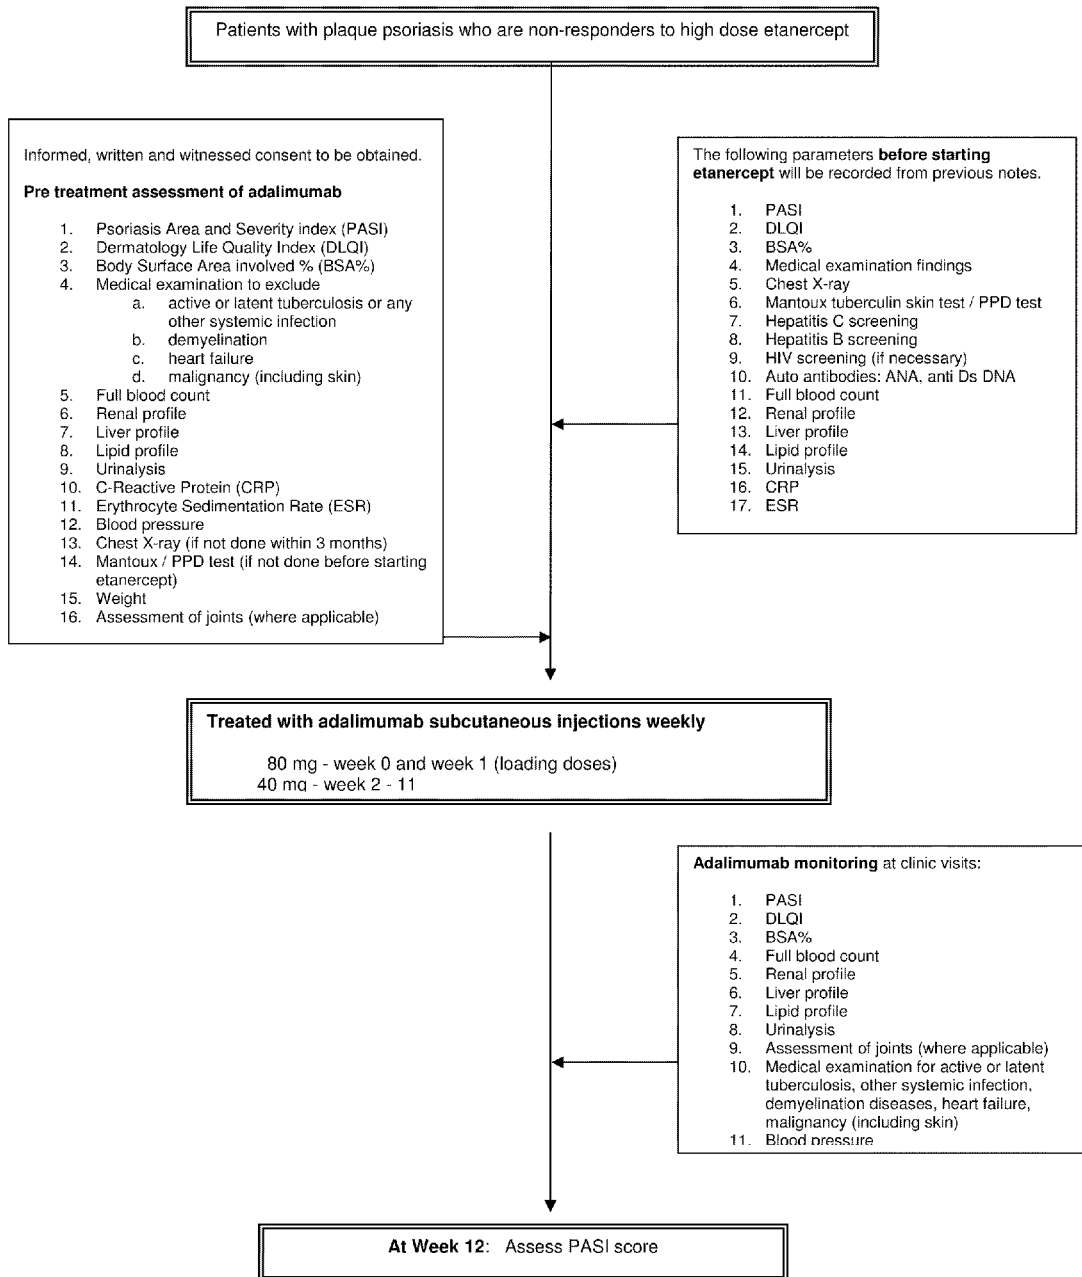 Patients with plaque psoriasis who are non-responders to high dose etanercept
Informed, written and witnessed consent to be obtained.
Pre treatment assessment of adalimumab
1. Psoriasis Area and Severity index (PASI)
2. Dermatology Life Quality Index (DLQI)
3. Body Surface Area involved % (BSA%)
4. Medical examination to exclude
a. active or latent tuberculosis or any
other systemic infection
b. demyelination
c. heart failure
d. malignancy (including skin)
5. Full blood count
6. Renal profile
7. Liver profile
8. Lipid profile
9. Urinalysis
10. C-Reactive Protein (CRP)
11. Erythrocyte Sedimentation Rate (ESR)
12. Blood pressure
13. Chest X-ray (if not done within 3 months)
14. Mantoux / PPD test (if not done before starting
etanercept)
15. Weight
16. Assessment of joints (where applicable)
The following parameters before starting
etanercept will be recorded from previous notes.
1. PASI
2. DLQI
3. BSA%
4. Medical examination findings
5. Chest X-ray
6. Mantoux tuberculin skin test / PPD test
7. Hepatitis C screening
8. Hepatitis B screening
9. HIV screening (if necessary)
10. Auto antibodies: ANA, anti Ds DNA
11. Full blood count
12. Renal profile
13. Liver profile
14. Lipid profile
15. Urinalysis
16. CRP
17. ESR
Treated with adalimumab subcutaneous injections weekly
80 mg - week 0 and week 1 (loading doses)
40 mg - week 2 - 11
Adalimumab monitoring at clinic visits:
1. PASI
2. DLQI
3. BSA%
4. Full blood count
5. Renal profile
6. Liver profile
7. Lipid profile
8. Urinalysis
9. Assessment of joints (where applicable)
10. Medical examination for active or latent
tuberculosis, other systemic infection,
demyelination diseases, heart failure,
malignancy (including skin)
11. Blood pressure
At Week 12: Assess PASI score